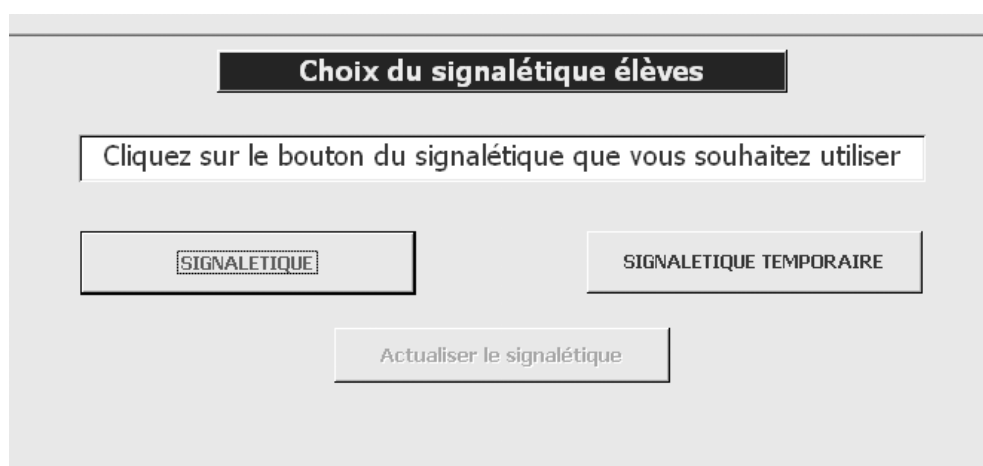 Choix du signalétique élèves
Cliquez sur le bouton du signalétique que vous souhaitez utiliser
SIGNALETIQUE
SIGNALETIQUE TEMPORAIRE
Actualiser le signalétique